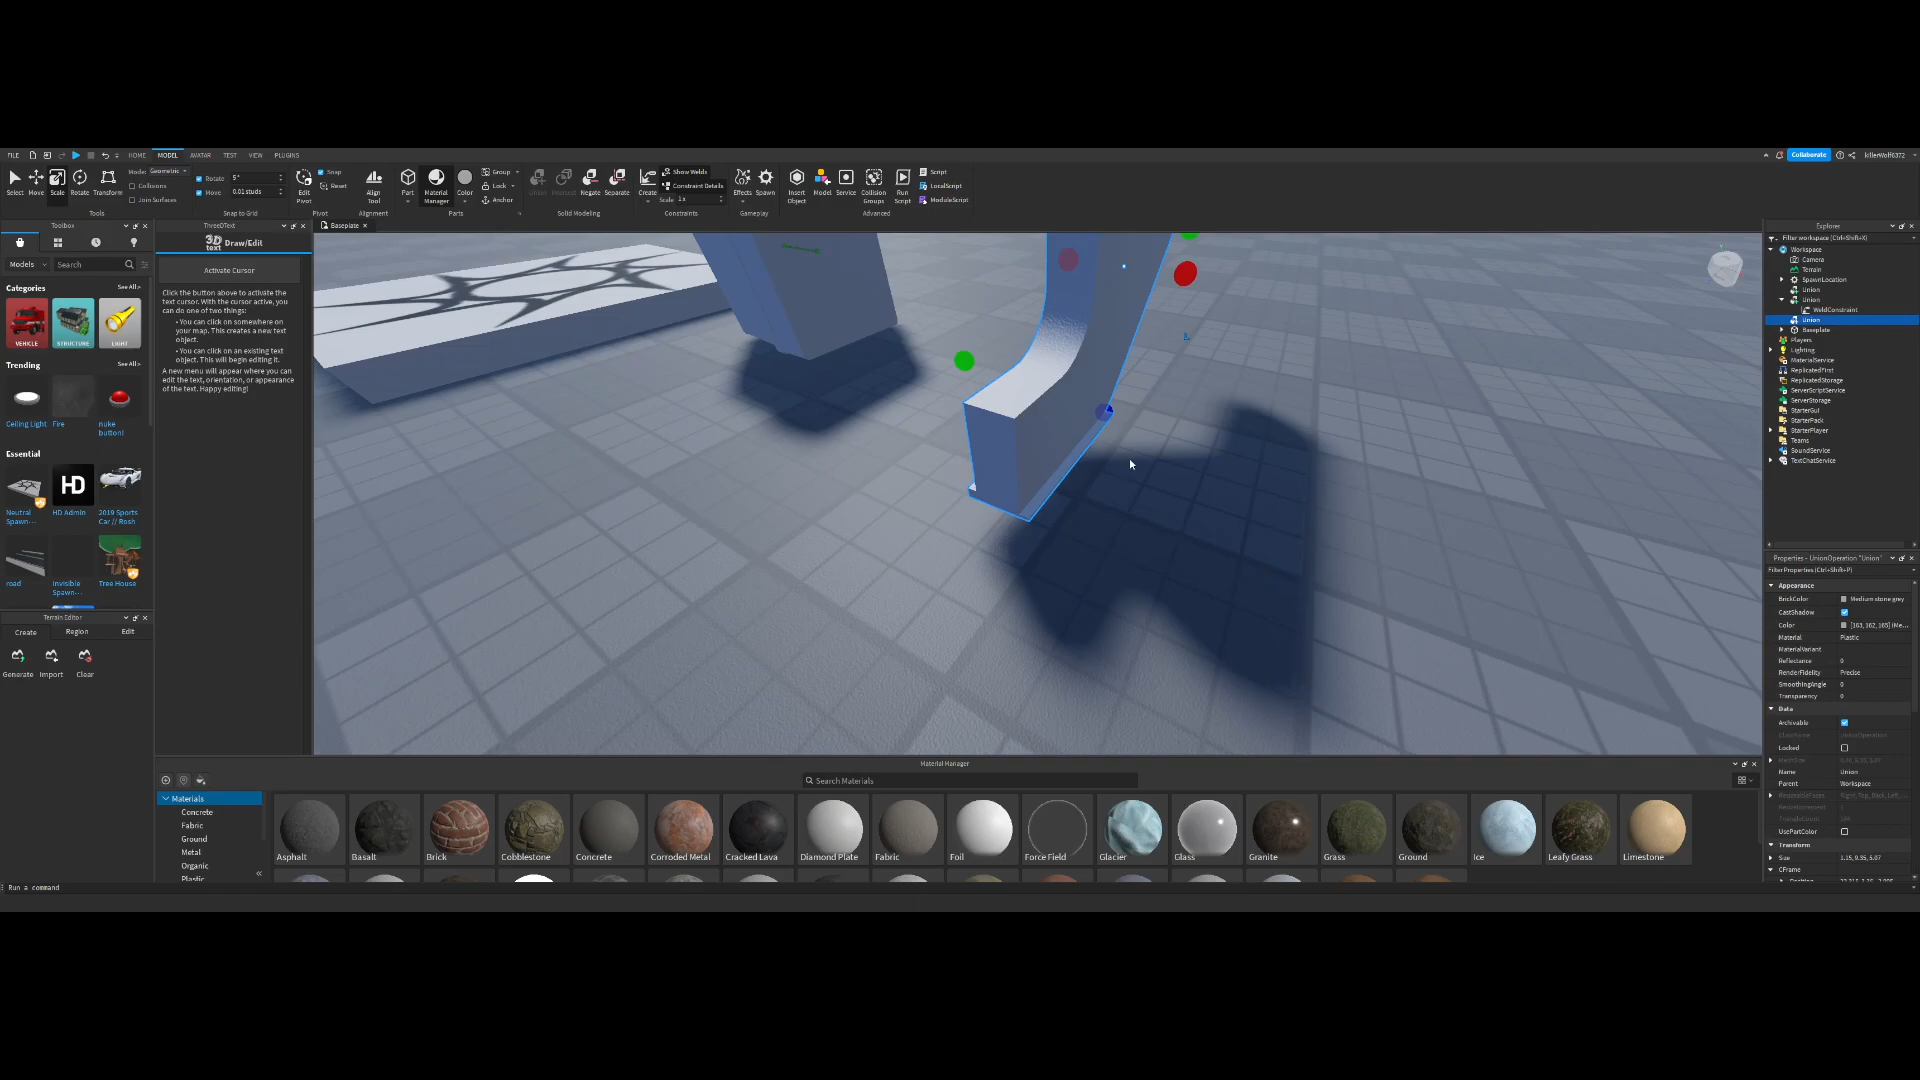 FILE HOME MODEL AVATAR TEST VIEW PLUGINS Collaborate killerWolf6372
Select Move Scale Rotate Transform
Mode: Geometric
Collisions
Join Surfaces
Tools
Rotate 5°
Move 0.01 studs
Snap to Grid
Edit Pivot
Snap
Reset
Pivot
Align Tool
Alignment
Part Material Manager Color
Group
Lock
Anchor
Parts
Union Intersect Negate Separate
Solid Modeling
Create
Show Welds
Constraint Details
Scale 1x
Constraints
Effects Spawn
Gameplay
Insert Object Model Service Collision Groups Run Script
Script
LocalScript
ModuleScript
Advanced
Toolbox
Models Search
Categories See All >
VEHICLE STRUCTURE LIGHT
Trending See All >
Ceiling Light Fire nuke button!
Essential
Neutral Spawn... HD Admin 2019 Sports Car // Rosh
road Invisible Spawn... Tree House
Terrain Editor
Create Region Edit
Generate Import Clear
ThreeDText
3D text Draw/Edit
Activate Cursor
Click the button above to activate the
text cursor. With the cursor active, you
can do one of two things:
• You can click on somewhere on
your map. This creates a new text
object.
• You can click on an existing text
object. This will begin editing it.
A new menu will appear where you can
edit the text, orientation, or appearance
of the text. Happy editing!
Baseplate
Material Manager
Search Materials
Materials
Concrete
Fabric
Ground
Metal
Organic
Plastic
Asphalt Basalt Brick Cobblestone Concrete Corroded Metal Cracked Lava Diamond Plate Fabric Foil Force Field Glacier Glass Granite Grass Ground Ice Leafy Grass Limestone
Run a command
Explorer
Filter workspace (Ctrl+Shift+X)
Workspace
Camera
Terrain
SpawnLocation
Union
Union
WeldConstraint
Union
Baseplate
Players
Lighting
MaterialService
ReplicatedFirst
ReplicatedStorage
ServerScriptService
ServerStorage
StarterGui
StarterPack
StarterPlayer
Teams
SoundService
TextChatService
Properties - UnionOperation "Union"
Filter Properties (Ctrl+Shift+P)
Appearance
BrickColor Medium stone grey
CastShadow
Color [163, 162, 165] (Me...
Material Plastic
MaterialVariant
Reflectance 0
RenderFidelity Precise
SmoothingAngle 0
Transparency 0
Data
Archivable
ClassName UnionOperation
Locked
Name Union
Parent Workspace
UsePartColor
Transform
Size 1.15, 9.35, 5.07
CFrame